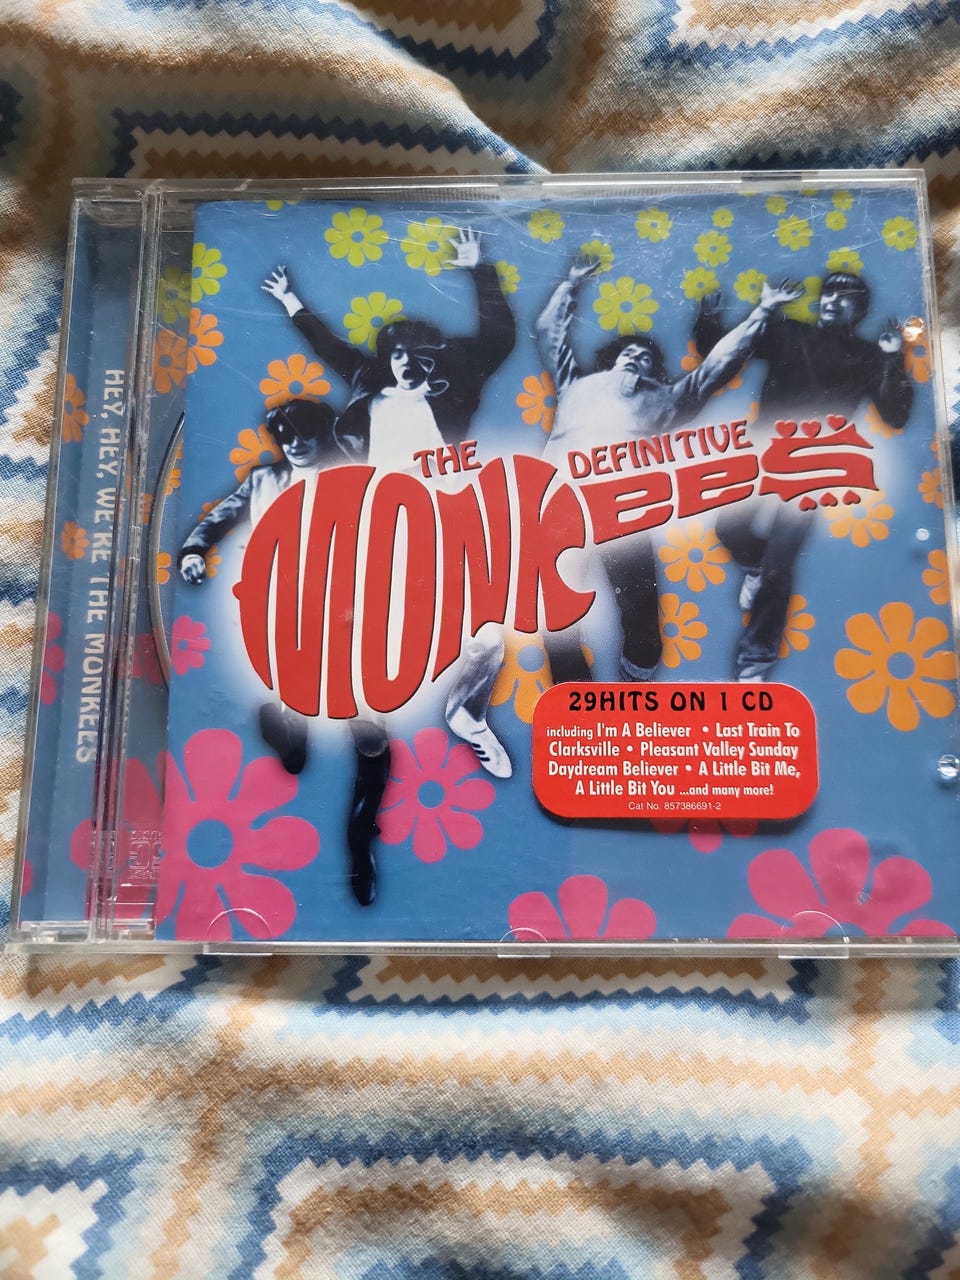 HEY, HEY, WE'RE THE MONKEES
THE DEFINITIVE
MONKEES
29HITS ON 1 CD
including I'm A Believer • Last Train To
Clarksville • Pleasant Valley Sunday
Daydream Believer • A Little Bit Me,
A Little Bit You ...and many more!
Cat No: 857386691-2